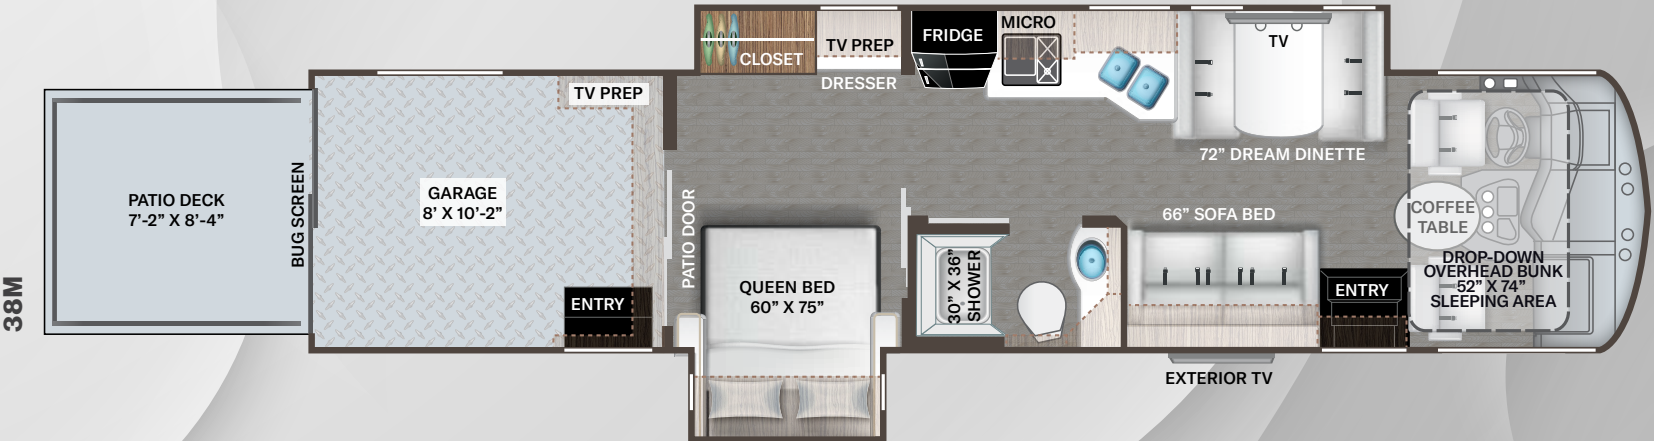 38M
PATIO DECK
7’-2” X 8’-4”
BUG SCREEN
GARAGE
8’ X 10’-2”
TV PREP
ENTRY
PATIO DOOR
CLOSET
TV PREP
DRESSER
QUEEN BED
60” X 75”
FRIDGE
MICRO
30” X 36”
SHOWER
TV
72” DREAM DINETTE
66” SOFA BED
ENTRY
EXTERIOR TV
COFFEE
TABLE
DROP-DOWN
OVERHEAD BUNK
52” X 74”
SLEEPING AREA